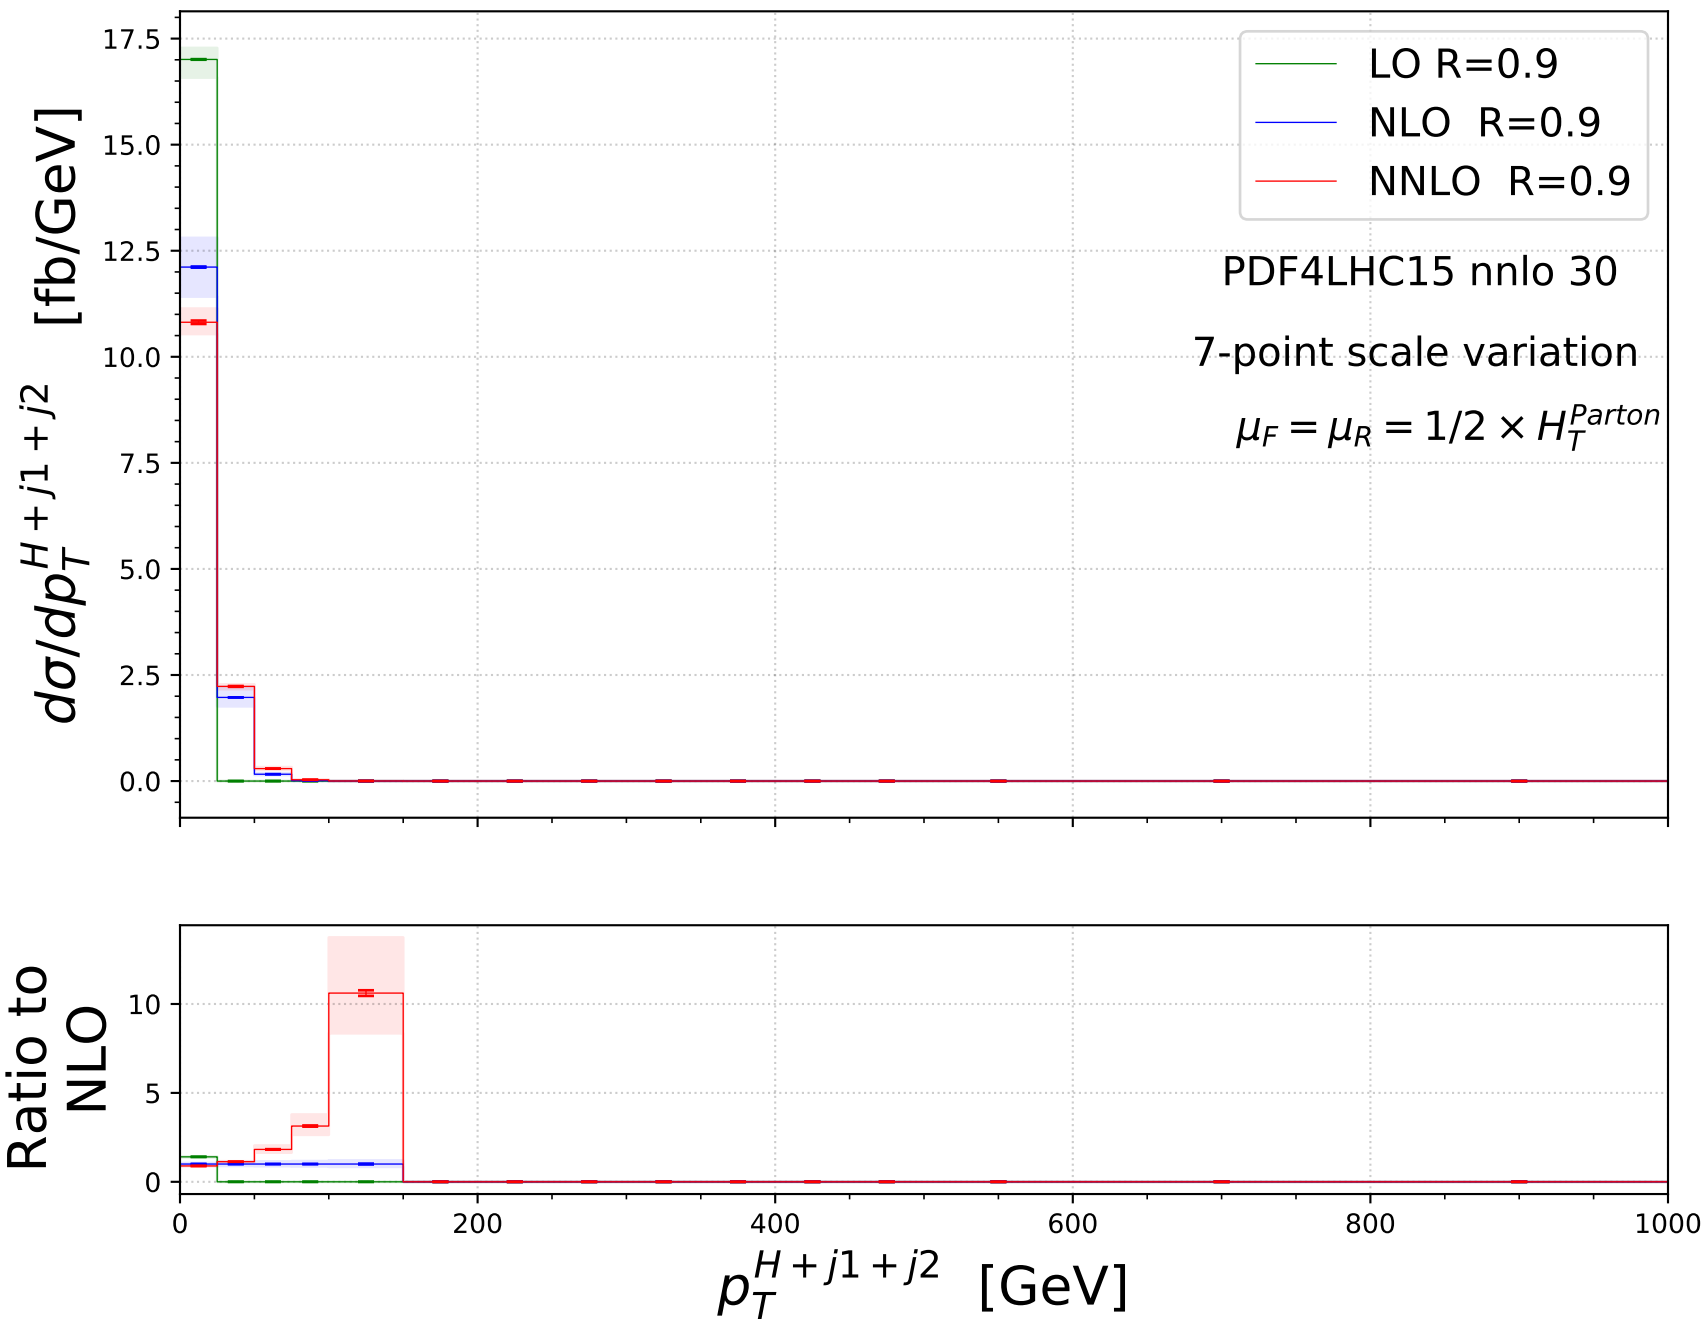 17.5
15.0
12.5
10.0
7.5
5.0
2.5
0.0
dσ/dp_T^{H+j1+j2} [fb/GeV]
LO R=0.9
NLO R=0.9
NNLO R=0.9
PDF4LHC15 nnlo 30
7-point scale variation
μ_F = μ_R = 1/2 × H_T^{Parton}
10
5
0
Ratio to
NLO
0 200 400 600 800 1000
p_T^{H+j1+j2} [GeV]